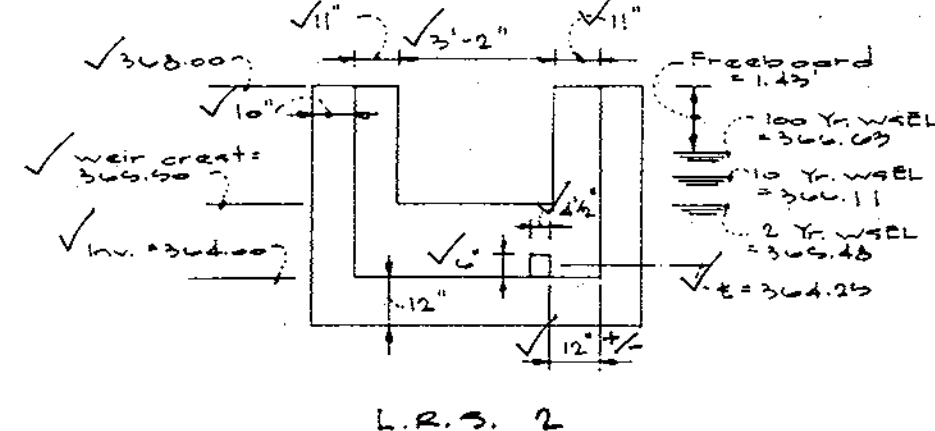 11"
3'-2"
11"
368.00
10"
Freeboard
= 1.43'
100 Yr. WSEL
= 366.63
weir crest =
365.50
10 Yr. WSEL
= 366.11
4½"
2 Yr. WSEL
= 365.48
Inv. = 364.00
6"
℄ = 364.25
12"
12" +/-
L.R.S. 2